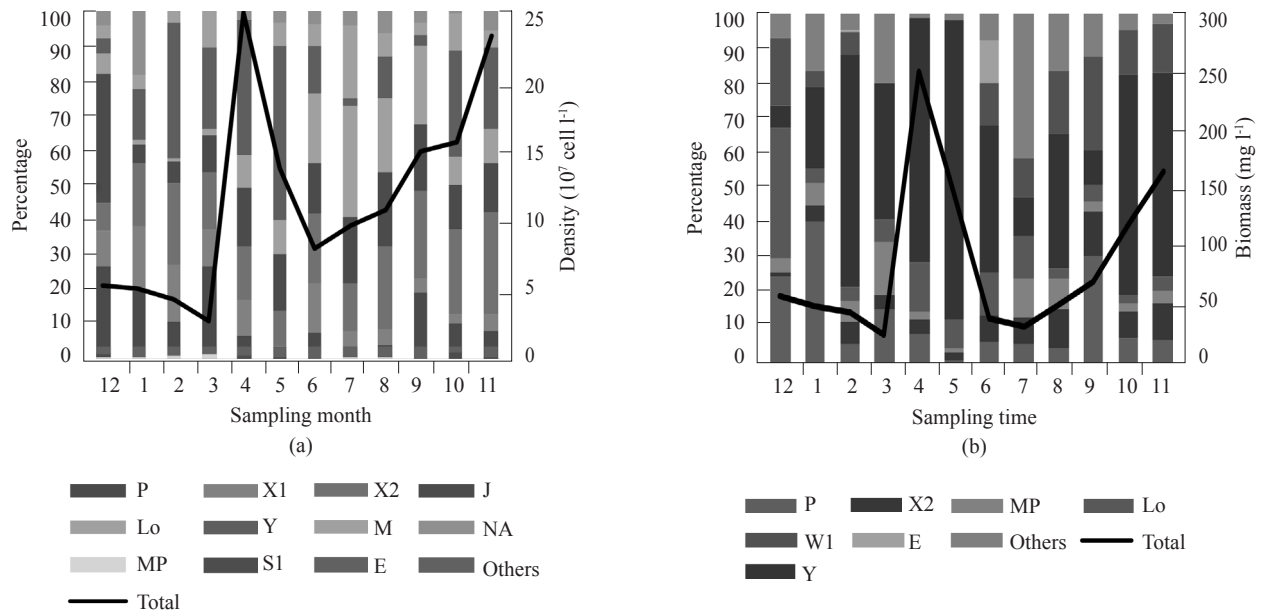 100
90
80
70
60
50
40
30
20
10
0
Percentage
25
20
15
10
5
0
Density (10⁷ cell l⁻¹)
12 1 2 3 4 5 6 7 8 9 10 11
Sampling month
(a)
P X1 X2 J
Lo Y M NA
MP S1 E Others
Total
100
90
80
70
60
50
40
30
20
10
0
Percentage
300
250
200
150
100
50
0
Biomass (mg l⁻¹)
12 1 2 3 4 5 6 7 8 9 10 11
Sampling time
(b)
P X2 MP Lo
W1 E Others Total
Y